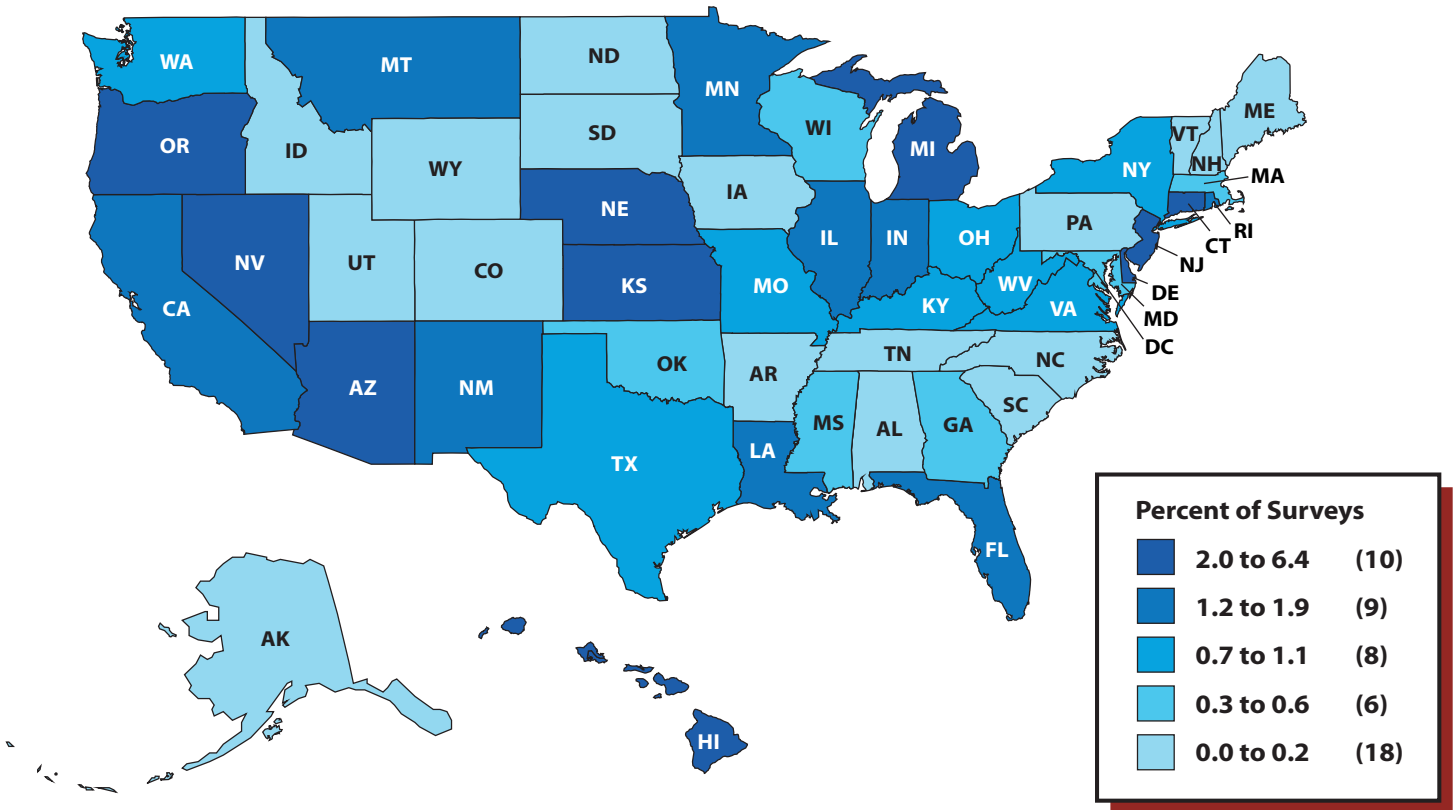 WA
MT
ND
MN
OR
ID
WY
SD
WI
MI
VT
NH
ME
NY
MA
IA
NE
PA
RI
CT
NJ
NV
UT
CO
KS
IL
IN
OH
MO
WV
KY
VA
DE
MD
DC
CA
AZ
NM
OK
AR
TN
NC
SC
TX
LA
MS
AL
GA
FL
AK
HI
Percent of Surveys
2.0 to 6.4 (10)
1.2 to 1.9 (9)
0.7 to 1.1 (8)
0.3 to 0.6 (6)
0.0 to 0.2 (18)